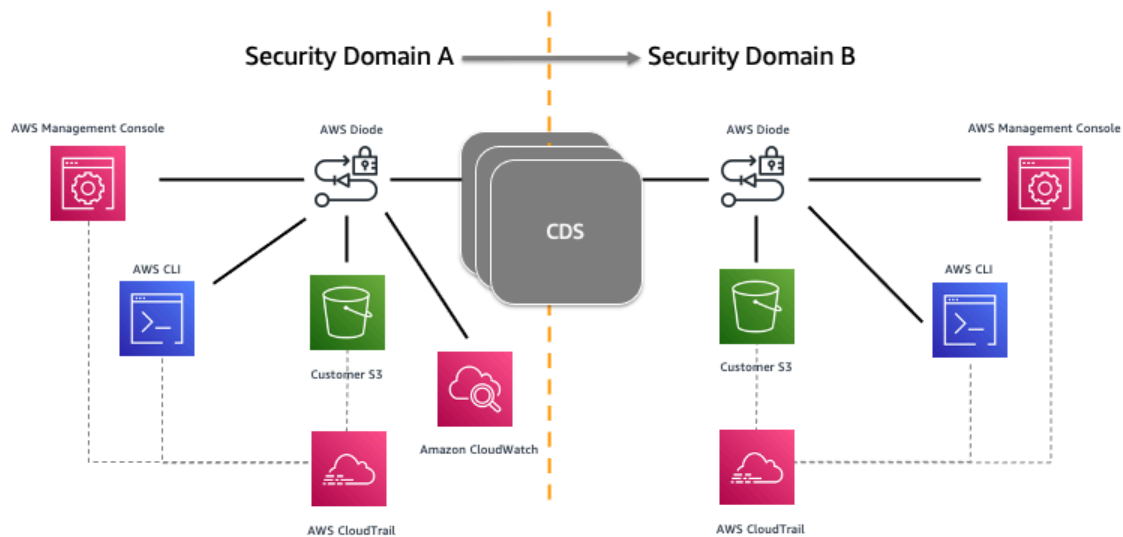 Security Domain A
Security Domain B
AWS Management Console
AWS Diode
AWS Diode
AWS Management Console
CDS
AWS CLI
AWS CLI
Customer S3
Customer S3
Amazon CloudWatch
AWS CloudTrail
AWS CloudTrail